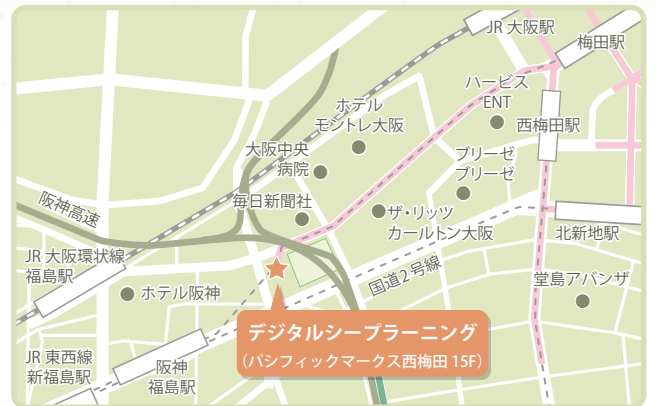 JR 大阪駅
梅田駅
ハービス
ENT
ホテル
モントレ大阪
西梅田駅
大阪中央
病院
ブリーゼ
ブリーゼ
毎日新聞社
阪神高速
ザ・リッツ
カールトン大阪
北新地駅
JR 大阪環状線
福島駅
国道2号線
堂島アバンザ
ホテル阪神
デジタルシープラーニング
(パシフィックマークス西梅田 15F)
JR 東西線
新福島駅
阪神
福島駅